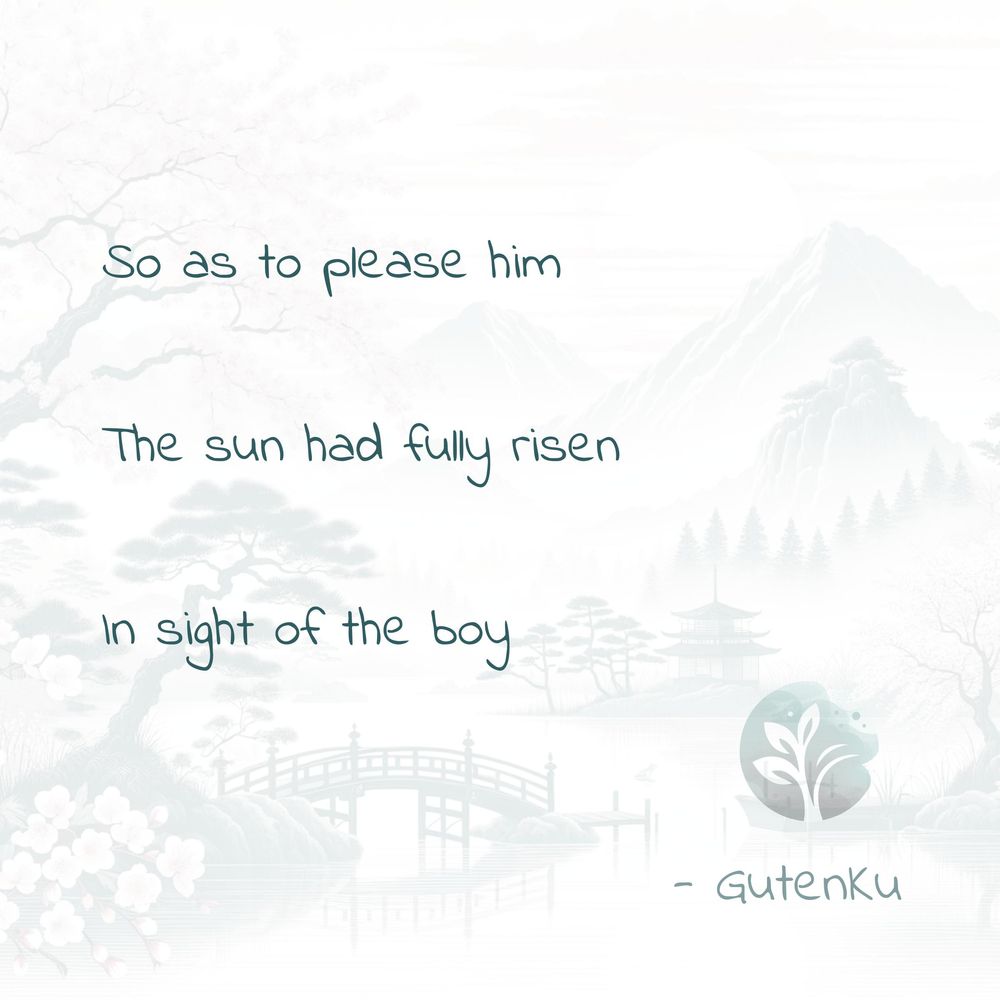 So as to please him
The sun had fully risen
In sight of the boy
- GutenKu